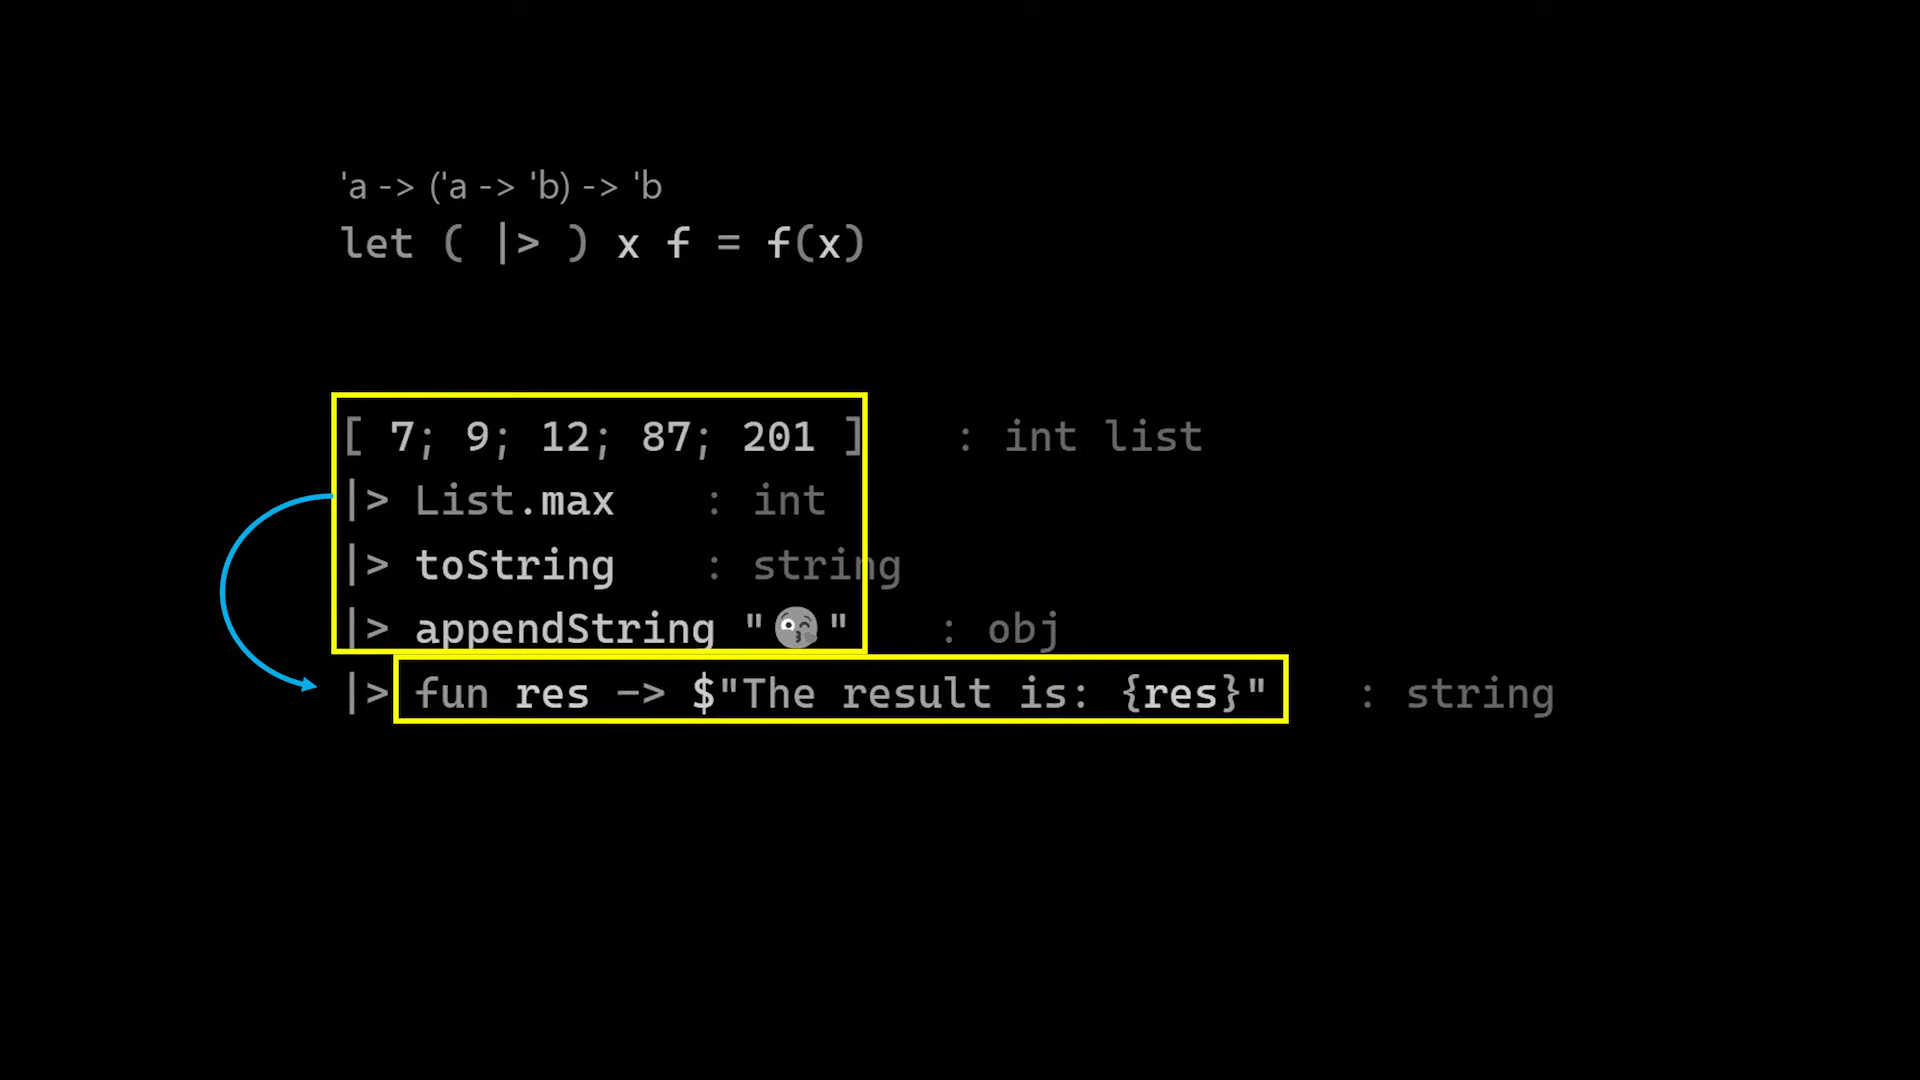 'a -> ('a -> 'b) -> 'b
let ( |> ) x f = f(x)
[ 7; 9; 12; 87; 201 ] : int list
|> List.max : int
|> toString : string
|> appendString "😘" : obj
|> fun res -> $"The result is: {res}" : string